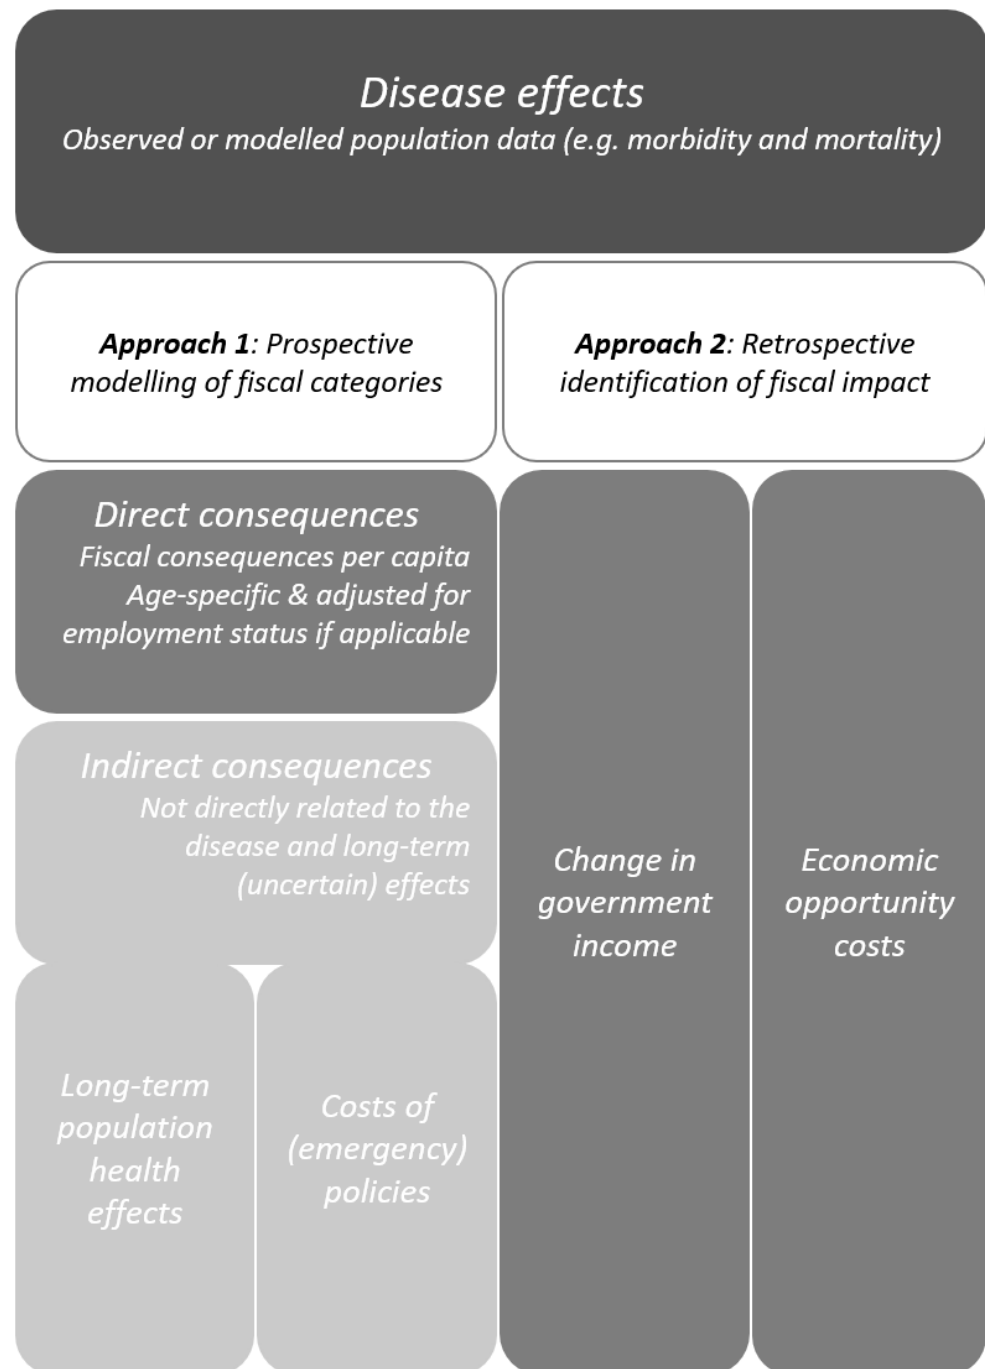 Disease effects
Observed or modelled population data (e.g. morbidity and mortality)
Approach 1: Prospective
modelling of fiscal categories
Approach 2: Retrospective
identification of fiscal impact
Direct consequences
Fiscal consequences per capita
Age-specific & adjusted for
employment status if applicable
Indirect consequences
Not directly related to the
disease and long-term
(uncertain) effects
Long-term
population
health
effects
Costs of
(emergency)
policies
Change in
government
income
Economic
opportunity
costs